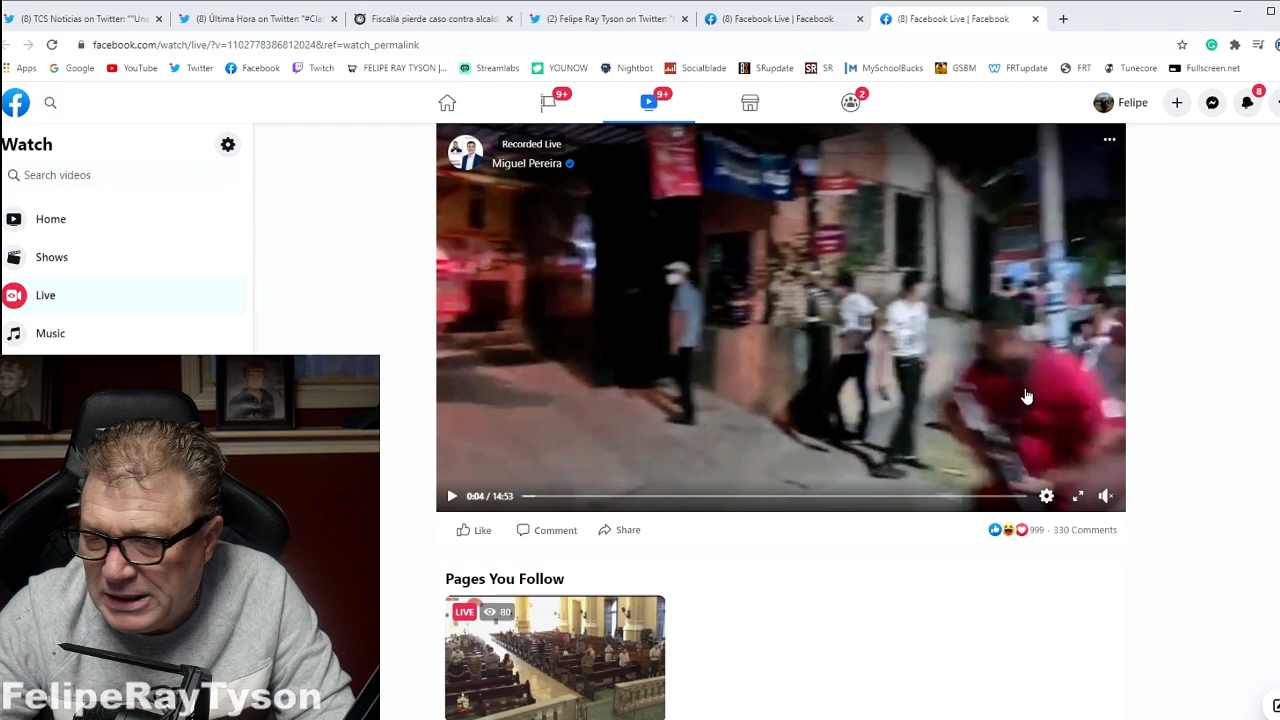 (8) TCS Noticias on Twitter: ""Una
(8) Última Hora on Twitter: "#Clas
Fiscalía pierde caso contra alcald
(2) Felipe Ray Tyson on Twitter: "
(8) Facebook Live | Facebook
(8) Facebook Live | Facebook
facebook.com/watch/live/?v=11027783868120248&ref=watch_permalink
Apps
Google
YouTube
Twitter
Facebook
Twitch
FELIPE RAY TYSON |...
Streamlabs
YOUNOW
Nightbot
Socialblade
SRupdate
SR SR
MySchoolBucks
GSBM
FRTupdate
FRT
Tunecore
Fullscreen.net
9+
9+
2
Felipe
8
Watch
Search videos
Home
Shows
Live
Music
Recorded Live
Miguel Pereira
0:04 / 14:53
Like
Comment
Share
999 · 330 Comments
Pages You Follow
LIVE 80
FelipeRayTyson